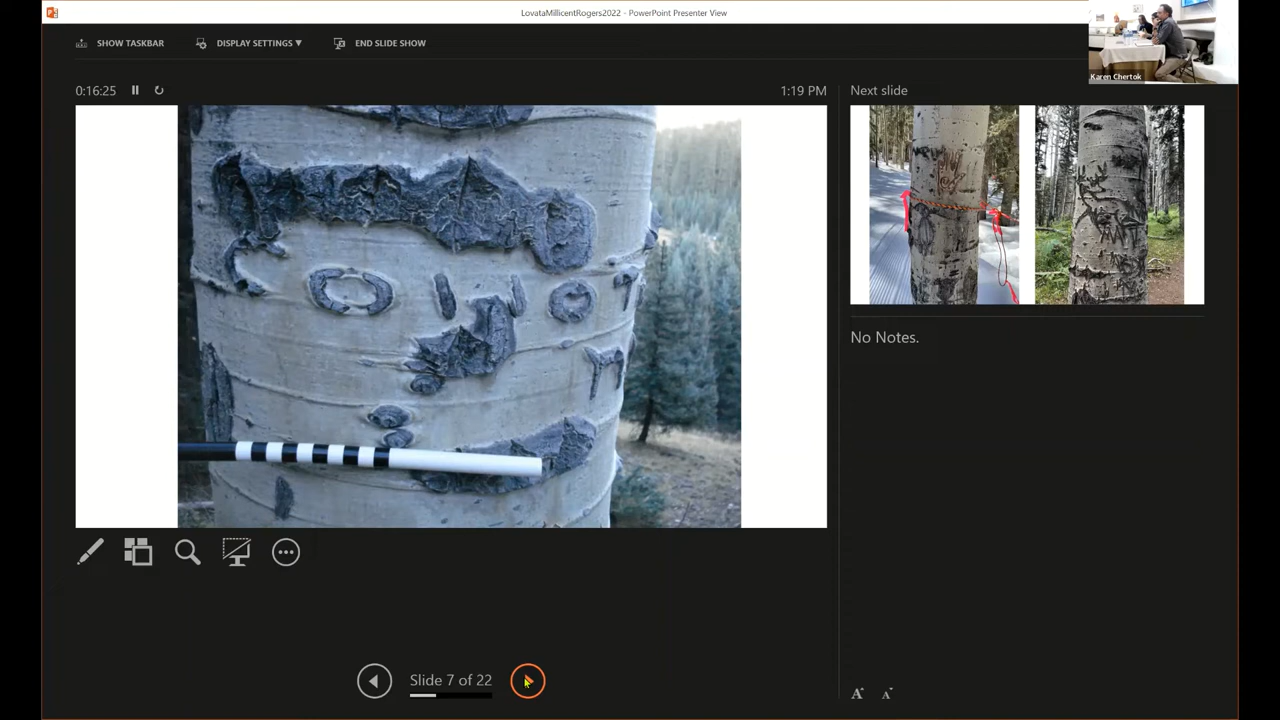 LovataMillicentRogers2022 - PowerPoint Presenter View
SHOW TASKBAR
DISPLAY SETTINGS ▼
END SLIDE SHOW
Karen Chertok
0:16:25
1:19 PM
Next slide
No Notes.
Slide 7 of 22
A A